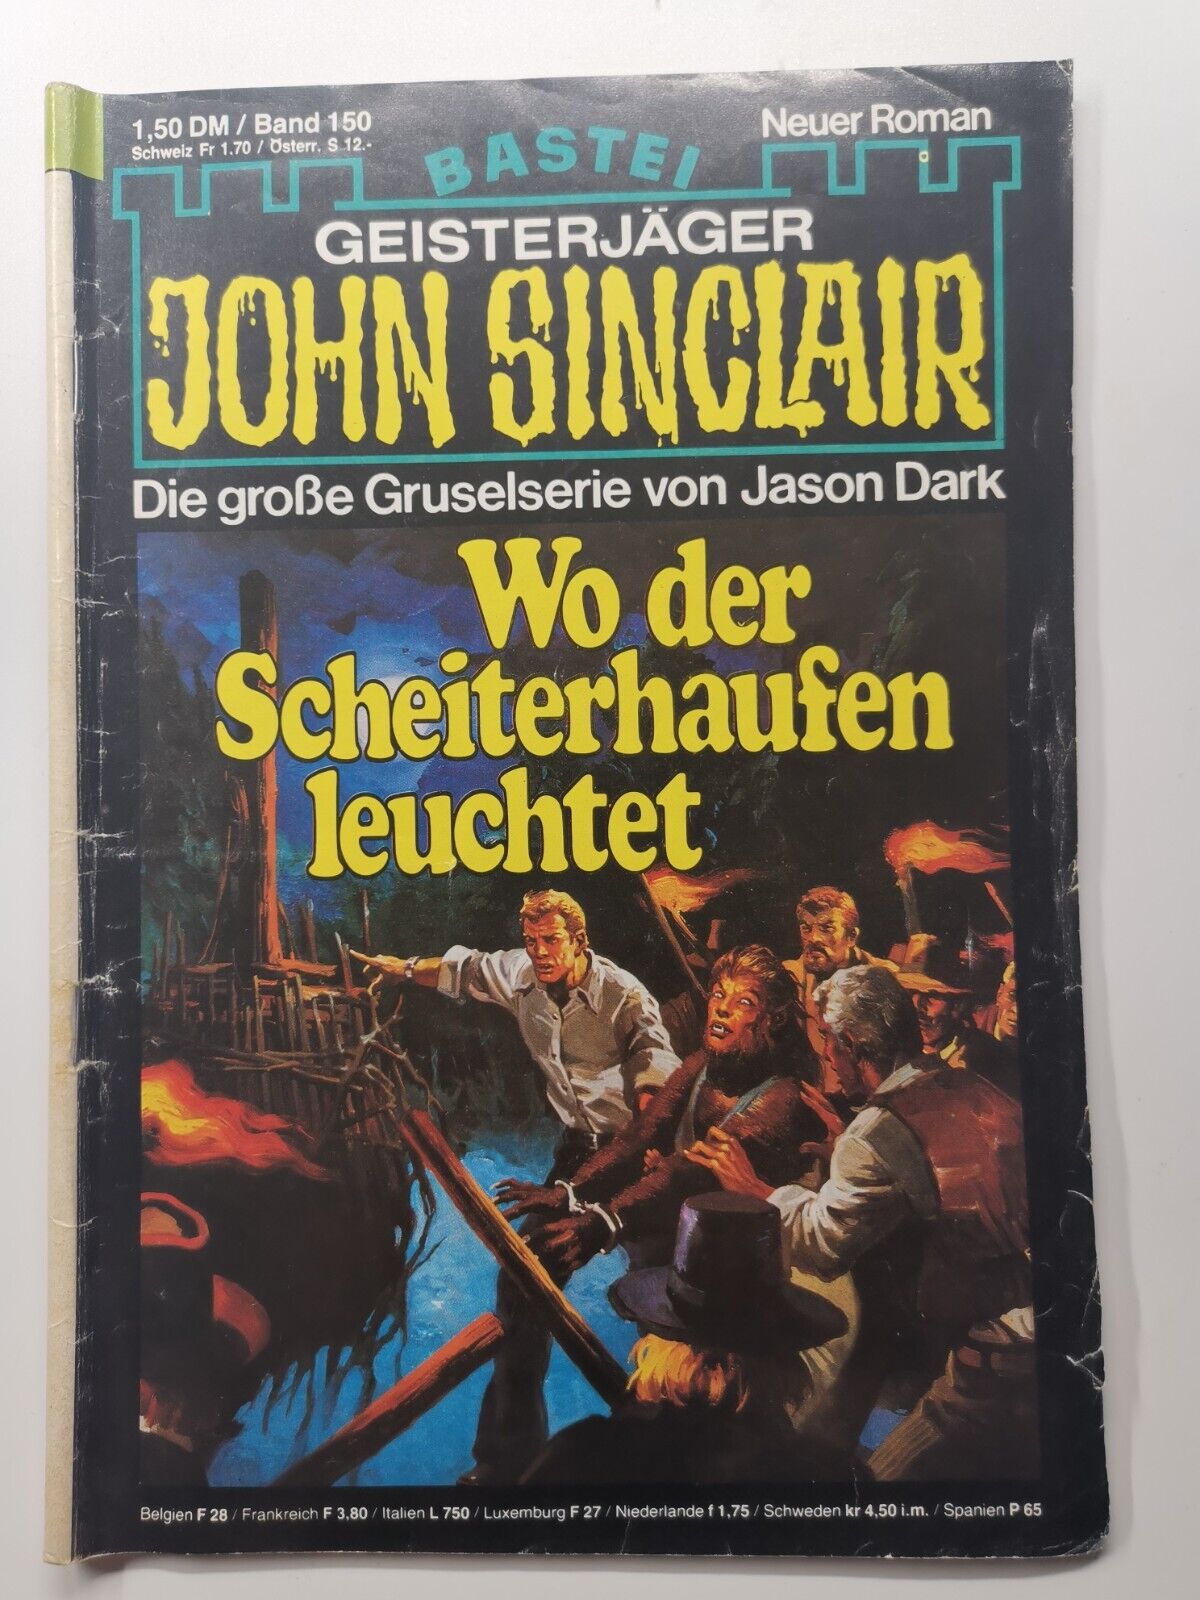 1,50 DM / Band 150
Schweiz Fr 1.70 / Österr. S 12.-
Neuer Roman
BASTEI
GEISTERJÄGER
JOHN SINCLAIR
Die große Gruselserie von Jason Dark
Wo der
Scheiterhaufen
leuchtet
Belgien F 28 / Frankreich F 3,80 / Italien L 750 / Luxemburg F 27 / Niederlande f 1,75 / Schweden kr 4,50 i.m. / Spanien P 65